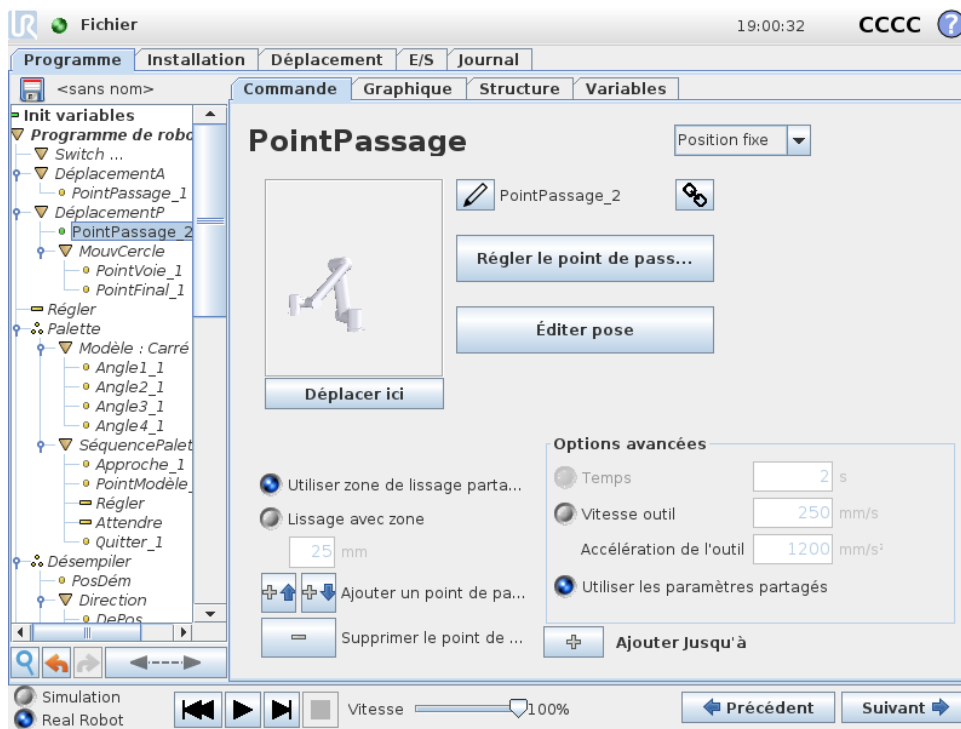 UR Fichier 19:00:32 CCCC ?
Programme Installation Déplacement E/S Journal
<sans nom>
Commande Graphique Structure Variables
Init variables
Programme de robo
Switch ...
DéplacementA
PointPassage_1
DéplacementP
PointPassage_2
MouvCercle
PointVoie_1
PointFinal_1
Régler
Palette
Modèle : Carré
Angle1_1
Angle2_1
Angle3_1
Angle4_1
SéquencePalet
Approche_1
PointModèle_
Régler
Attendre
Quitter_1
Désempiler
PosDém
Direction
DePos
PointPassage
Position fixe
PointPassage_2
Régler le point de pass...
Éditer pose
Déplacer ici
Utiliser zone de lissage parta...
Lissage avec zone
25 mm
Ajouter un point de pa...
Supprimer le point de ...
Options avancées
Temps 2 s
Vitesse outil 250 mm/s
Accélération de l'outil 1200 mm/s²
Utiliser les paramètres partagés
Ajouter Jusqu'à
Simulation
Real Robot
Vitesse 100%
Précédent Suivant